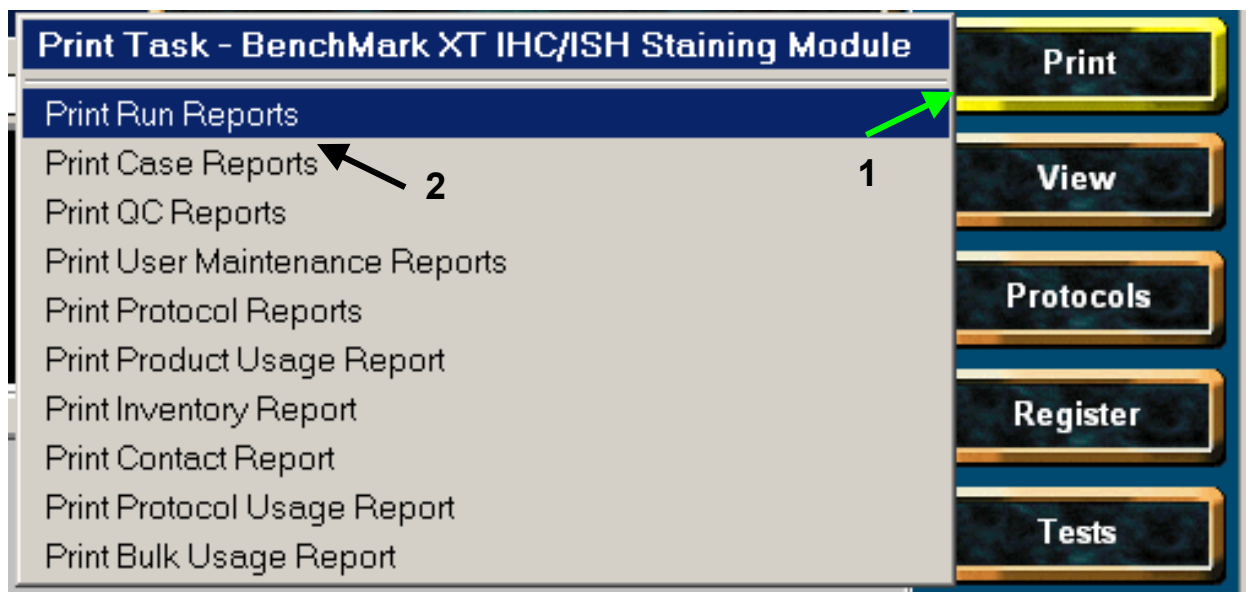 Print Task - BenchMark XT IHC/ISH Staining Module
Print Run Reports
Print Case Reports
Print QC Reports
Print User Maintenance Reports
Print Protocol Reports
Print Product Usage Report
Print Inventory Report
Print Contact Report
Print Protocol Usage Report
Print Bulk Usage Report
1
2
Print
View
Protocols
Register
Tests